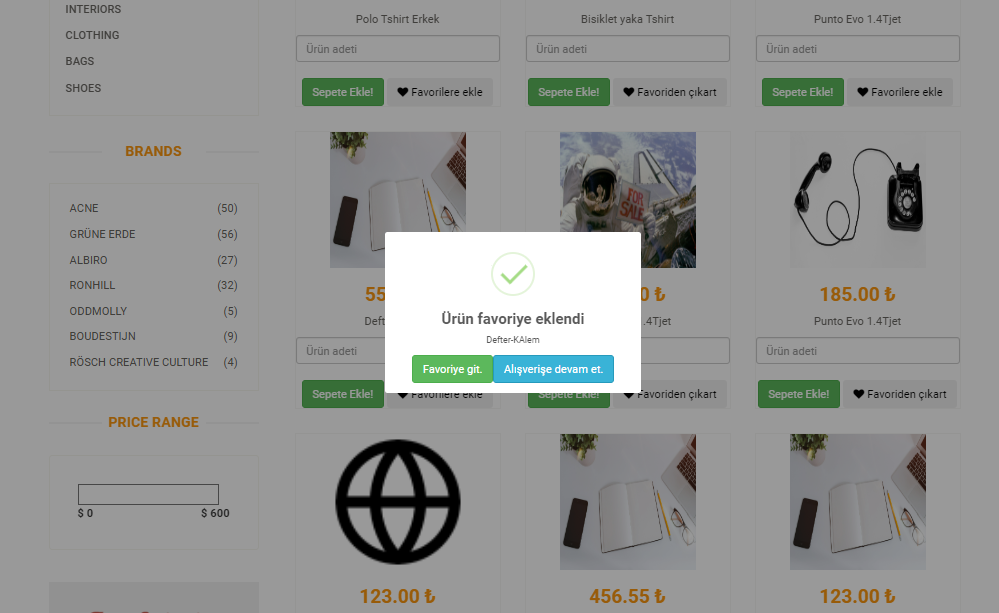 INTERIORS
CLOTHING
BAGS
SHOES
BRANDS
ACNE (50)
GRÜNE ERDE (56)
ALBIRO (27)
RONHILL (32)
ODDMOLLY (5)
BOUDESTIJN (9)
RÖSCH CREATIVE CULTURE (4)
PRICE RANGE
$ 0 $ 600
Polo Tshirt Erkek Bisiklet yaka Tshirt Punto Evo 1.4Tjet
Ürün adeti Ürün adeti Ürün adeti
Sepete Ekle! Favorilere ekle Sepete Ekle! Favoriden çıkart Sepete Ekle! Favorilere ekle
FOR
SALE
55 0 ₺ 185.00 ₺
Deft .4Tjet Punto Evo 1.4Tjet
Ürün adeti Ürün adeti
Sepete Ekle! Favorilere ekle Sepete Ekle! Favoriden çıkart Sepete Ekle! Favoriden çıkart
Ürün favoriye eklendi
Defter-KAlem
Favoriye git. Alışverişe devam et.
123.00 ₺ 456.55 ₺ 123.00 ₺